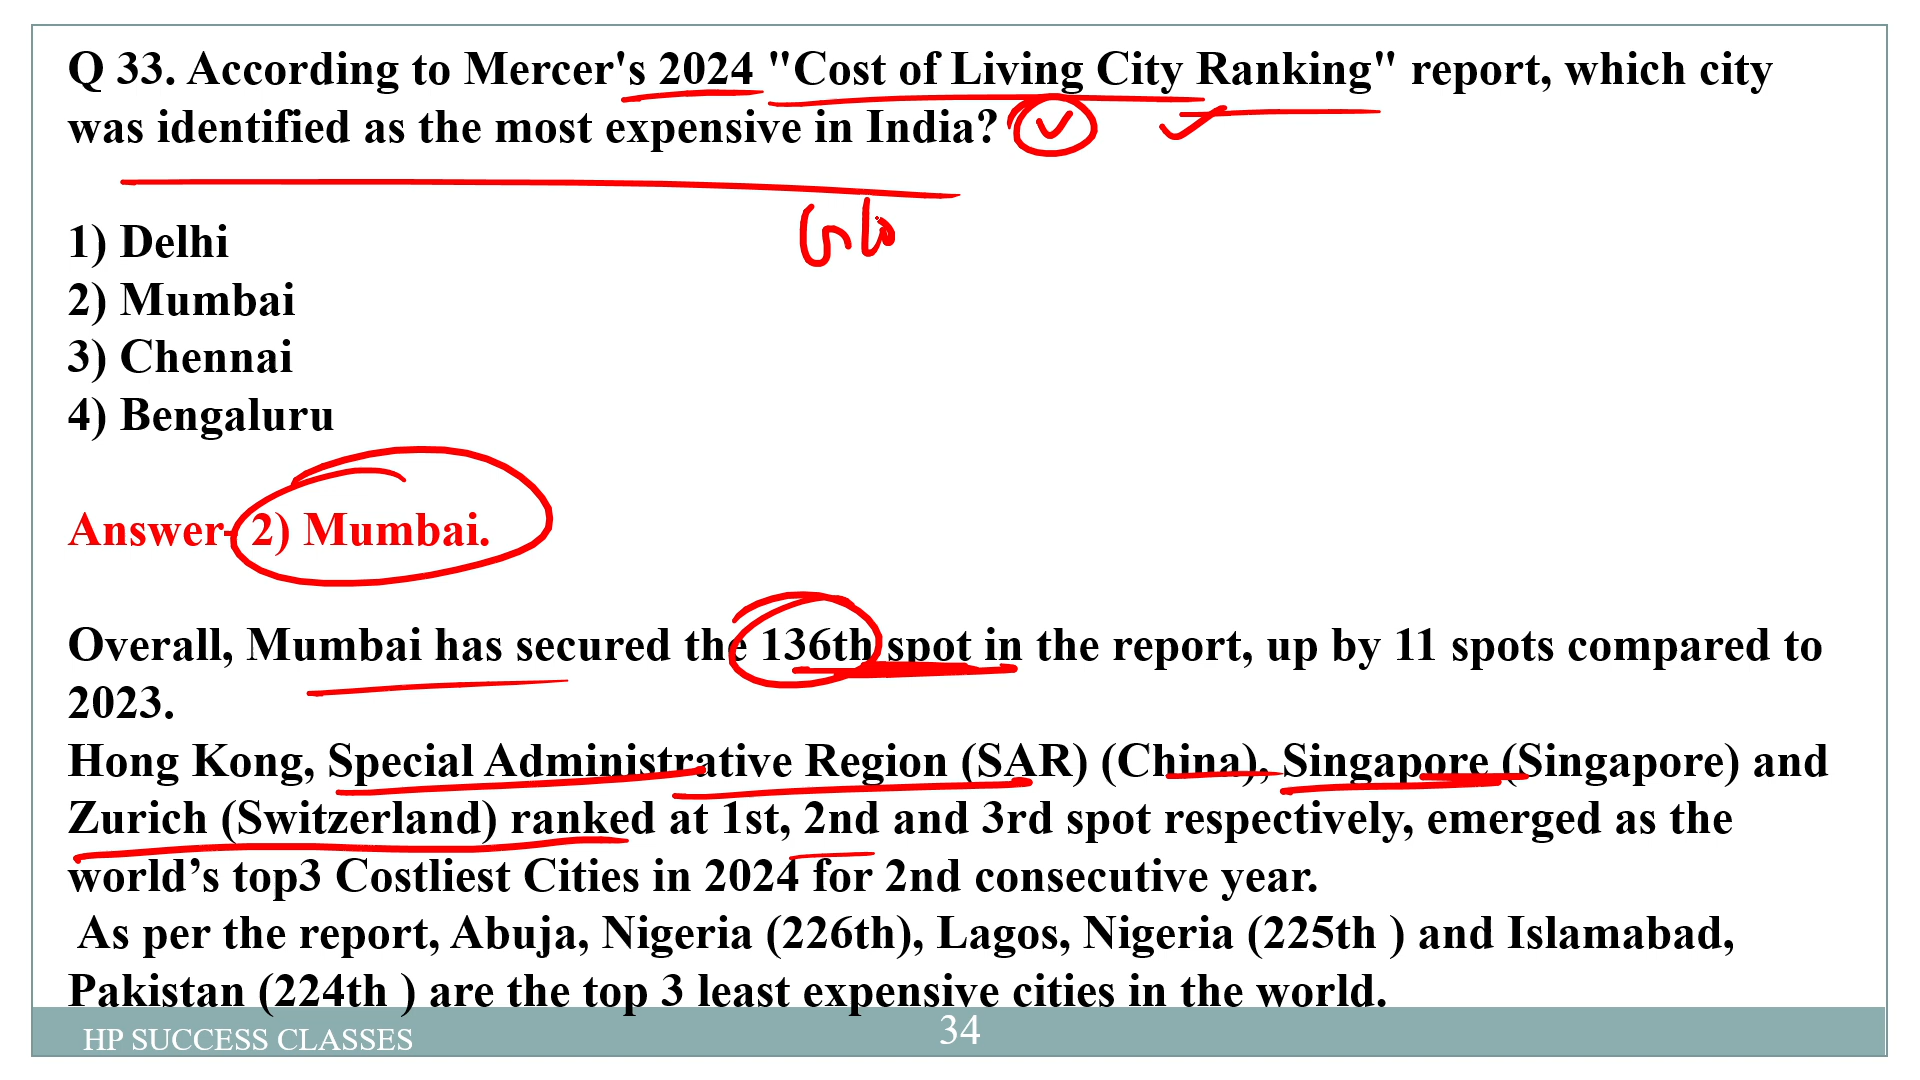 Q 33. According to Mercer's 2024 "Cost of Living City Ranking" report, which city
was identified as the most expensive in India?
1) Delhi
2) Mumbai
3) Chennai
4) Bengaluru
Answer- 2) Mumbai.
Overall, Mumbai has secured the 136th spot in the report, up by 11 spots compared to
2023.
Hong Kong, Special Administrative Region (SAR) (China), Singapore (Singapore) and
Zurich (Switzerland) ranked at 1st, 2nd and 3rd spot respectively, emerged as the
world’s top3 Costliest Cities in 2024 for 2nd consecutive year.
As per the report, Abuja, Nigeria (226th), Lagos, Nigeria (225th ) and Islamabad,
Pakistan (224th ) are the top 3 least expensive cities in the world.
HP SUCCESS CLASSES
34